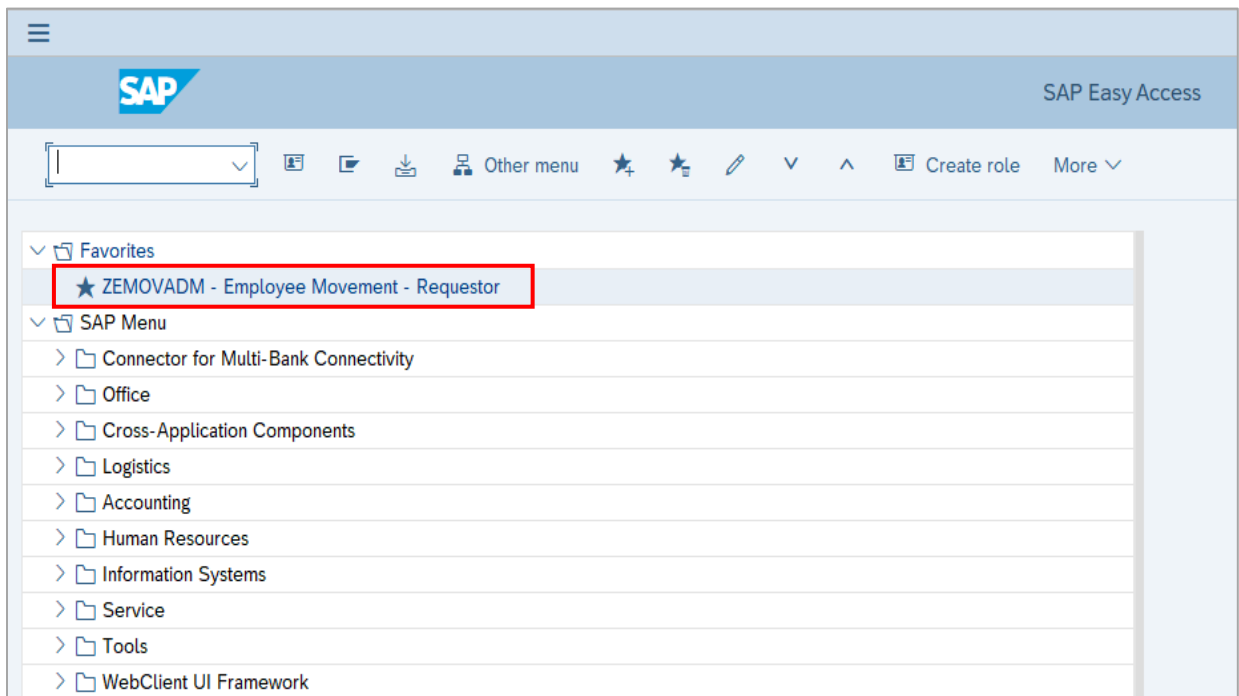 SAP
SAP Easy Access
Other menu Create role More
Favorites
ZEMOVADM - Employee Movement - Requestor
SAP Menu
Connector for Multi-Bank Connectivity
Office
Cross-Application Components
Logistics
Accounting
Human Resources
Information Systems
Service
Tools
WebClient UI Framework